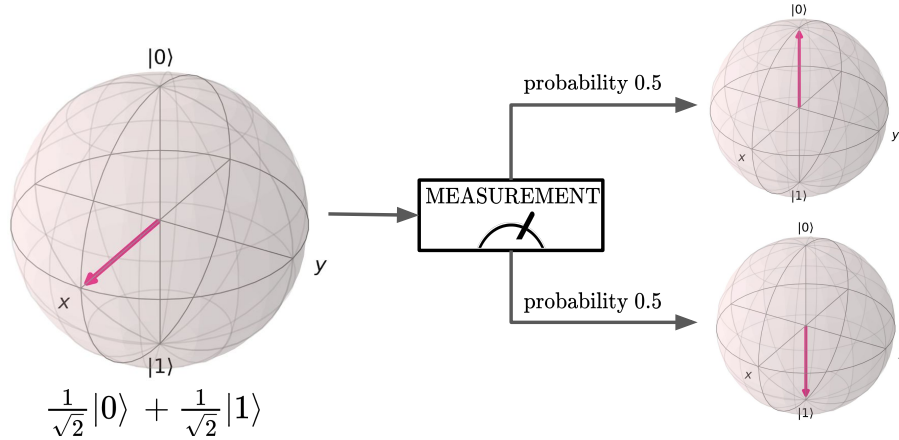 |0⟩
x
y
|1⟩
1/√2 |0⟩ + 1/√2 |1⟩
MEASUREMENT
probability 0.5
|0⟩
x
y
|1⟩
probability 0.5
|0⟩
x
|1⟩